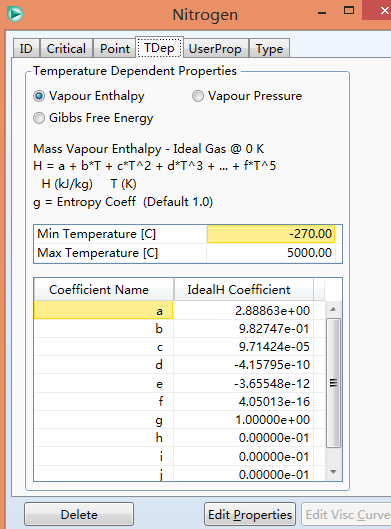 Nitrogen
ID Critical Point TDep UserProp Type
Temperature Dependent Properties
Vapour Enthalpy Vapour Pressure
Gibbs Free Energy
Mass Vapour Enthalpy - Ideal Gas @ 0 K
H = a + b*T + c*T^2 + d*T^3 + ... + f*T^5
H (kJ/kg) T (K)
g = Entropy Coeff (Default 1.0)
Min Temperature [C] -270.00
Max Temperature [C] 5000.00
Coefficient Name IdealH Coefficient
a 2.88863e+00
b 9.82747e-01
c 9.71424e-05
d -4.15795e-10
e -3.65548e-12
f 4.05013e-16
g 1.00000e+00
h 0.00000e-01
i 0.00000e-01
j 0.00000e-01
Delete Edit Properties Edit Visc Curve